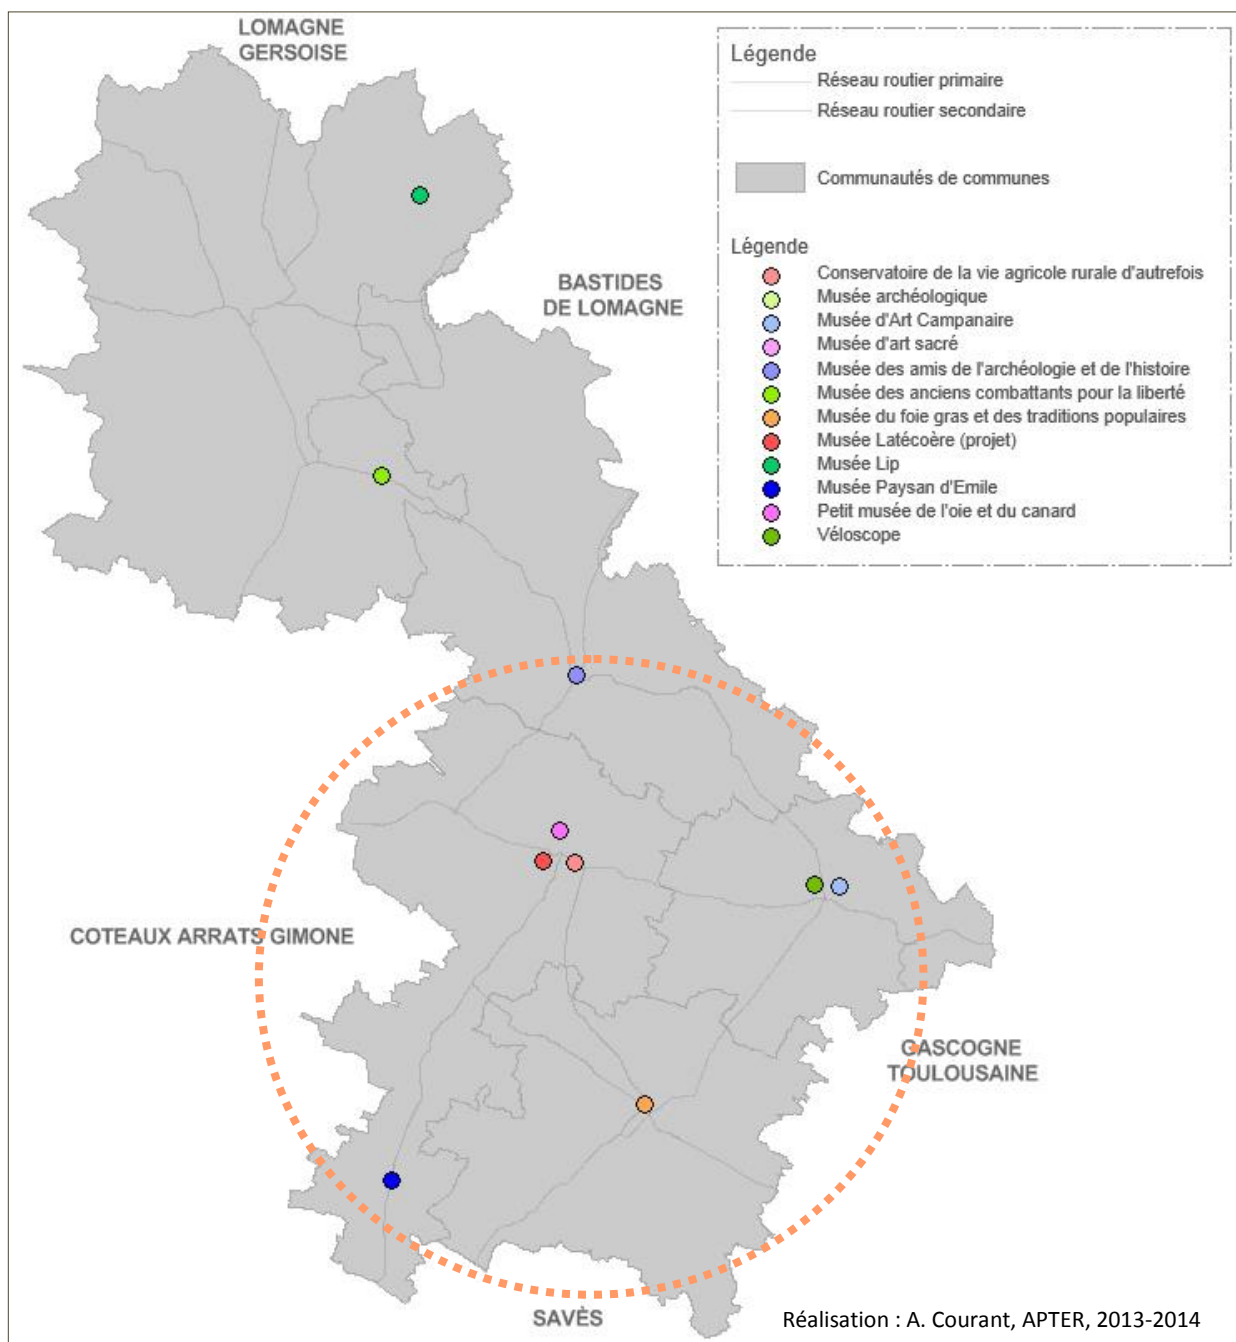 LOMAGNE
GERSOISE
Légende
Réseau routier primaire
Réseau routier secondaire
Communautés de communes
Légende
Conservatoire de la vie agricole rurale d'autrefois
Musée archéologique
Musée d'Art Campanaire
Musée d'art sacré
Musée des amis de l'archéologie et de l'histoire
Musée des anciens combattants pour la liberté
Musée du foie gras et des traditions populaires
Musée Latécoère (projet)
Musée Lip
Musée Paysan d'Emile
Petit musée de l'oie et du canard
Véloscope
BASTIDES
DE LOMAGNE
COTEAUX ARRATS GIMONE
GASCOGNE
TOULOUSAINE
SAVÈS
Réalisation : A. Courant, APTER, 2013-2014